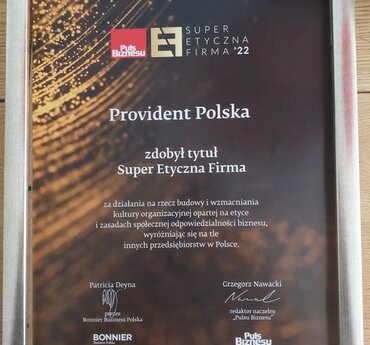 Puls
Biznesu
SUPER
ETYCZNA
FIRMA '22
Provident Polska
zdobył tytuł
Super Etyczna Firma
za działania na rzecz budowy i wzmacniania
kultury organizacyjnej opartej na etyce
i zasadach społecznej odpowiedzialności biznesu,
wyróżniając się na tle
innych przedsiębiorstw w Polsce.
Patrycja Deyna
prezes
Bonnier Business Polska
Grzegorz Nawacki
redaktor naczelny
„Pulsu Biznesu"
BONNIER
Puls
Biznesu